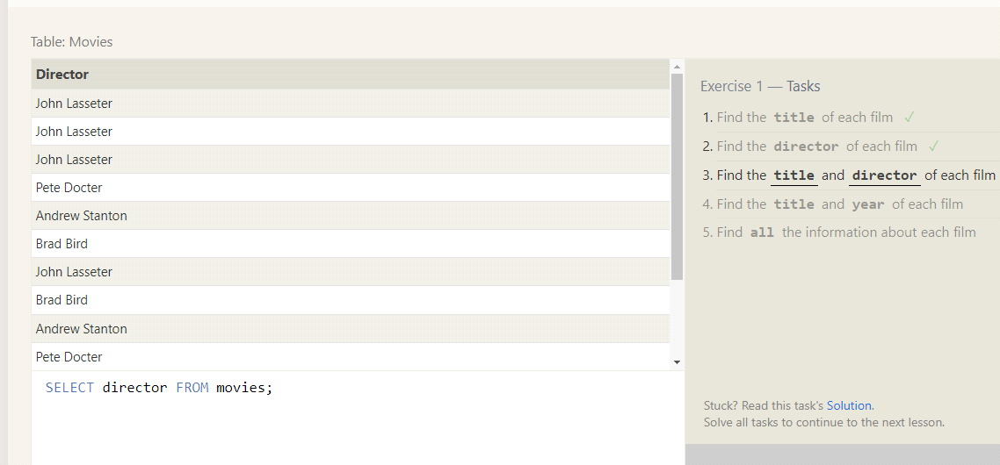 Table: Movies
Director
John Lasseter
John Lasseter
John Lasseter
Pete Docter
Andrew Stanton
Brad Bird
John Lasseter
Brad Bird
Andrew Stanton
Pete Docter
SELECT director FROM movies;
Exercise 1 — Tasks
1. Find the title of each film ✓
2. Find the director of each film ✓
3. Find the title and director of each film
4. Find the title and year of each film
5. Find all the information about each film
Stuck? Read this task's Solution.
Solve all tasks to continue to the next lesson.